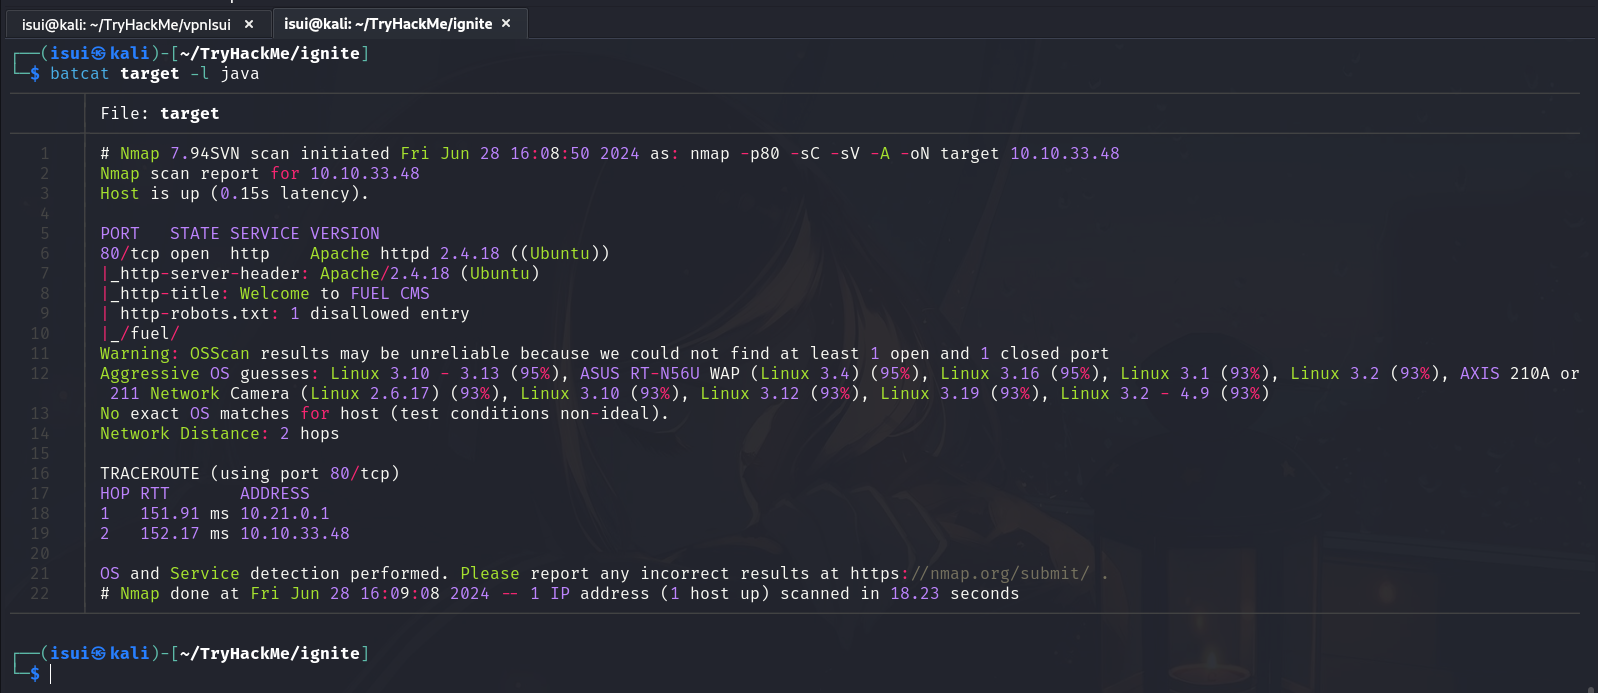 isui@kali: ~/TryHackMe/vpnIsui × isui@kali: ~/TryHackMe/ignite ×
┌──(isui㉿kali)-[~/TryHackMe/ignite]
└─$ batcat target -l java
File: target
1 # Nmap 7.94SVN scan initiated Fri Jun 28 16:08:50 2024 as: nmap -p80 -sC -sV -A -oN target 10.10.33.48
2 Nmap scan report for 10.10.33.48
3 Host is up (0.15s latency).
4
5 PORT   STATE SERVICE VERSION
6 80/tcp open  http    Apache httpd 2.4.18 ((Ubuntu))
7 |_http-server-header: Apache/2.4.18 (Ubuntu)
8 |_http-title: Welcome to FUEL CMS
9 | http-robots.txt: 1 disallowed entry
10 |_/fuel/
11 Warning: OSScan results may be unreliable because we could not find at least 1 open and 1 closed port
12 Aggressive OS guesses: Linux 3.10 - 3.13 (95%), ASUS RT-N56U WAP (Linux 3.4) (95%), Linux 3.16 (95%), Linux 3.1 (93%), Linux 3.2 (93%), AXIS 210A or
211 Network Camera (Linux 2.6.17) (93%), Linux 3.10 (93%), Linux 3.12 (93%), Linux 3.19 (93%), Linux 3.2 - 4.9 (93%)
13 No exact OS matches for host (test conditions non-ideal).
14 Network Distance: 2 hops
15
16 TRACEROUTE (using port 80/tcp)
17 HOP RTT       ADDRESS
18 1   151.91 ms 10.21.0.1
19 2   152.17 ms 10.10.33.48
20
21 OS and Service detection performed. Please report any incorrect results at https://nmap.org/submit/ .
22 # Nmap done at Fri Jun 28 16:09:08 2024 -- 1 IP address (1 host up) scanned in 18.23 seconds
┌──(isui㉿kali)-[~/TryHackMe/ignite]
└─$